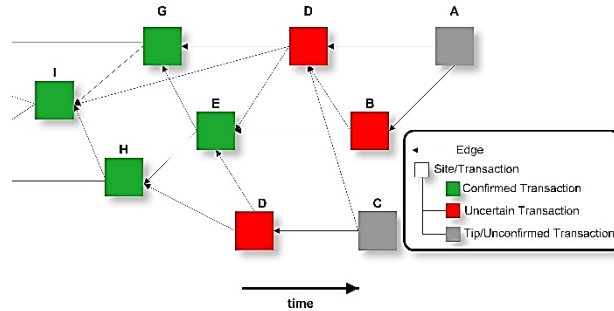 G
D
A
I
E
B
H
D
C
Edge
Site/Transaction
Confirmed Transaction
Uncertain Transaction
Tip/Unconfirmed Transaction
time